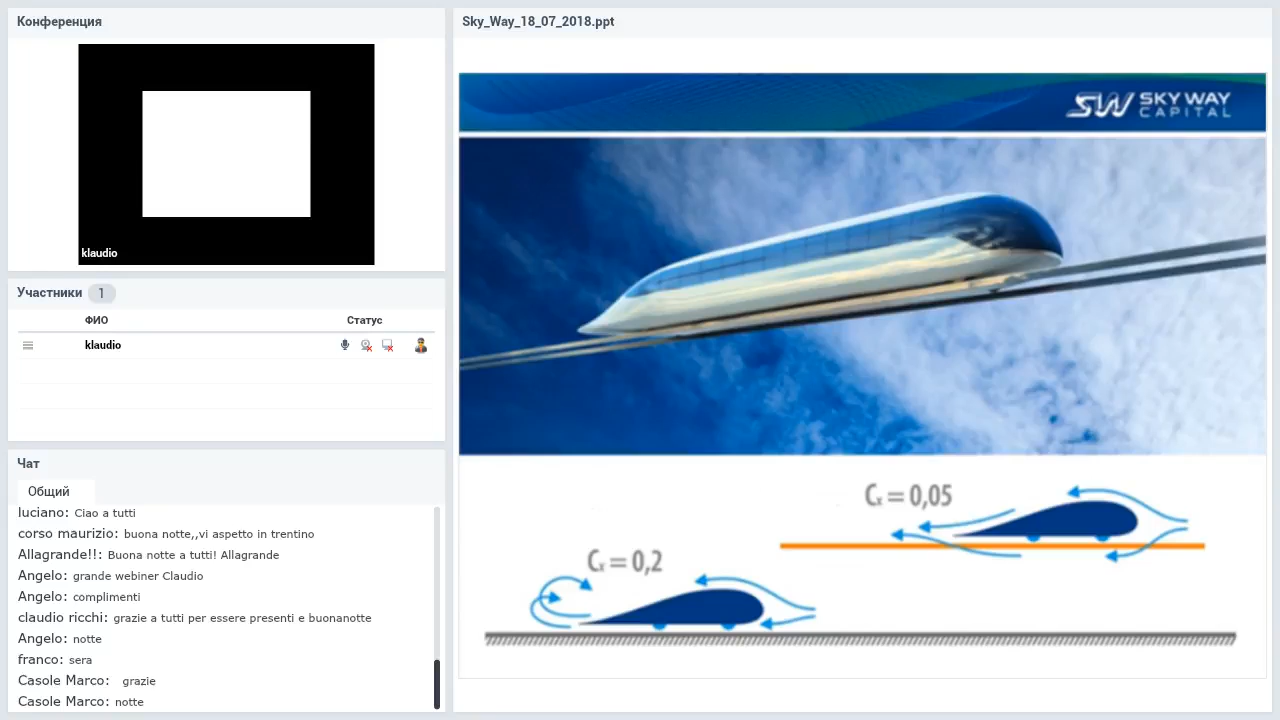 Конференция
klaudio
Участники 1
ФИО Статус
klaudio
Чат
Общий
luciano: Ciao a tutti
corso maurizio: buona notte,,vi aspetto in trentino
Allagrande!!: Buona notte a tutti! Allagrande
Angelo: grande webiner Claudio
Angelo: complimenti
claudio ricchi: grazie a tutti per essere presenti e buonanotte
Angelo: notte
franco: sera
Casole Marco: grazie
Casole Marco: notte
Sky_Way_18_07_2018.ppt
SW SKY WAY
CAPITAL
Cₓ = 0,05
Cₓ = 0,2